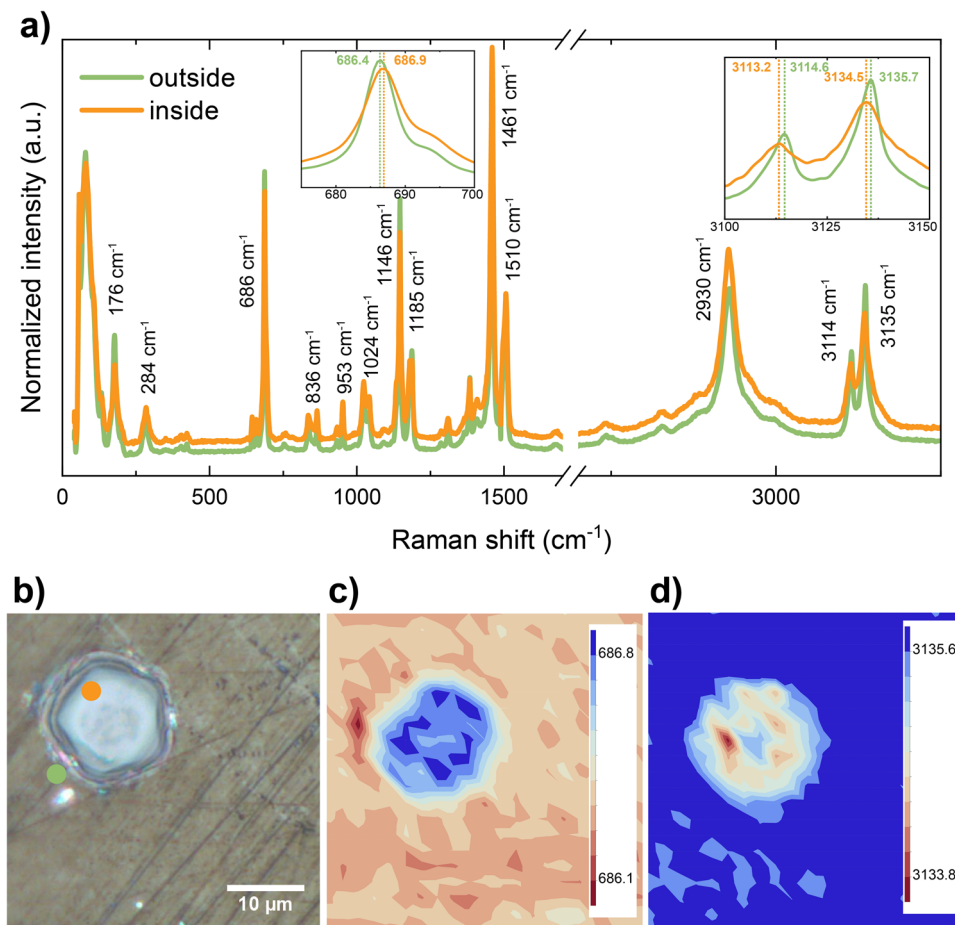 a)
outside
inside
686.4
686.9
680
690
700
3113.2
3114.6
3134.5
3135.7
3100
3125
3150
Normalized intensity (a.u.)
176 cm⁻¹
284 cm⁻¹
686 cm⁻¹
836 cm⁻¹
953 cm⁻¹
1024 cm⁻¹
1146 cm⁻¹
1185 cm⁻¹
1461 cm⁻¹
1510 cm⁻¹
2930 cm⁻¹
3114 cm⁻¹
3135 cm⁻¹
0
500
1000
1500
3000
Raman shift (cm⁻¹)
b)
10 µm
c)
686.8
686.1
d)
3135.6
3133.8